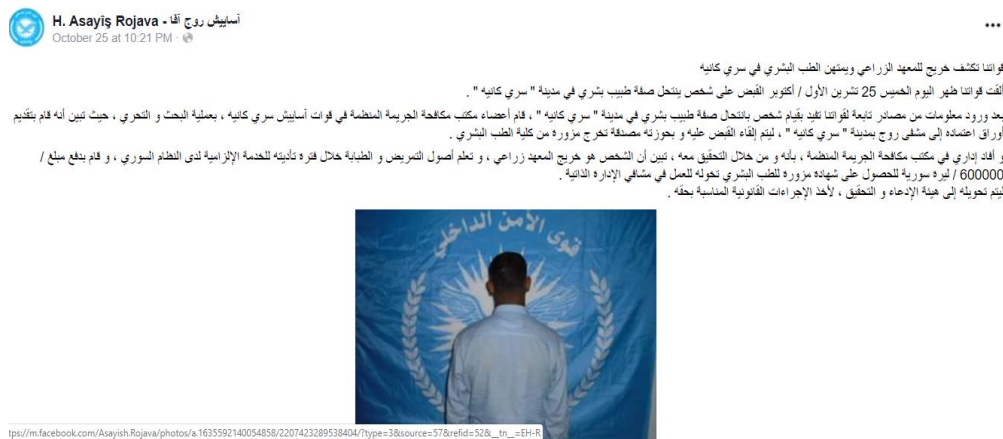 H. Asayîş Rojava - آساييش روج آفا
October 25 at 10:21 PM ·
قواتنا تكشف خريج للمعهد الزراعي ويمتهن الطب البشري في سري كانيه
ألقت قواتنا ظهر اليوم الخميس 25 تشرين الأول / أكتوبر القبض على شخص ينتحل صفة طبيب بشري في مدينة " سري كانيه " .
بعد ورود معلومات من مصادر تابعة لقواتنا تفيد بقيام شخص بانتحال صفة طبيب بشري في مدينة " سري كانيه " ، قام أعضاء مكتب مكافحة الجريمة المنظمة في قوات آساييش سري كانيه ، بعملية البحث و التحري ، حيث تبين أنه قام بتقديم
أوراق اعتماده إلى مشفى روج بمدينة " سري كانيه " ، ليتم إلقاء القبض عليه و بحوزته مصدقة تخرج مزورة من كلية الطب البشري .
و أفاد إداري في مكتب مكافحة الجريمة المنظمة ، بأنه و من خلال التحقيق معه ، تبين أن الشخص هو خريج المعهد زراعي ، و تعلم أصول التمريض و الطبابة خلال فترة تأديته للخدمة الإلزامية لدى النظام السوري ، و قام بدفع مبلغ /
600000 / ليرة سورية للحصول على شهادة مزورة للطب البشري تخوله للعمل في مشافي الإدارة الذاتية .
ليتم تحويله إلى هيئة الإدعاء و التحقيق ، لأخذ الإجراءات القانونية المناسبة بحقه .
قوى الأمن الداخلي
tps://m.facebook.com/Asayish.Rojava/photos/a.1635592140054858/2207423289538404/?type=3&source=57&refid=52&__tn__=EH-R